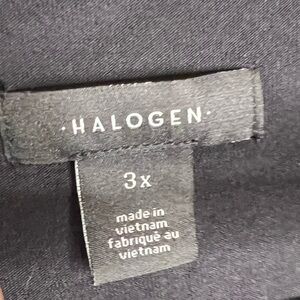 ·HALOGEN·
3x
made in
vietnam
fabriqué au
vietnam